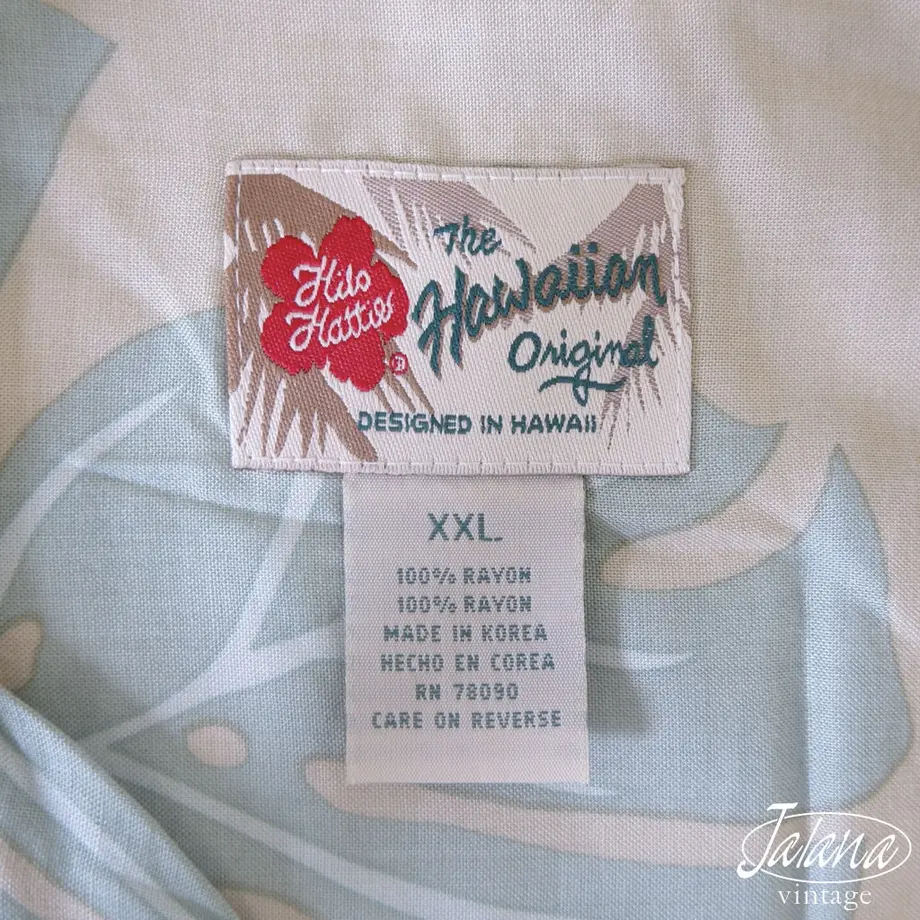 Hilo
Hattie's
®
The
Hawaiian
Original
DESIGNED IN HAWAII
XXL
100% RAYON
100% RAYON
MADE IN KOREA
HECHO EN COREA
RN 78090
CARE ON REVERSE
Jalana
vintage